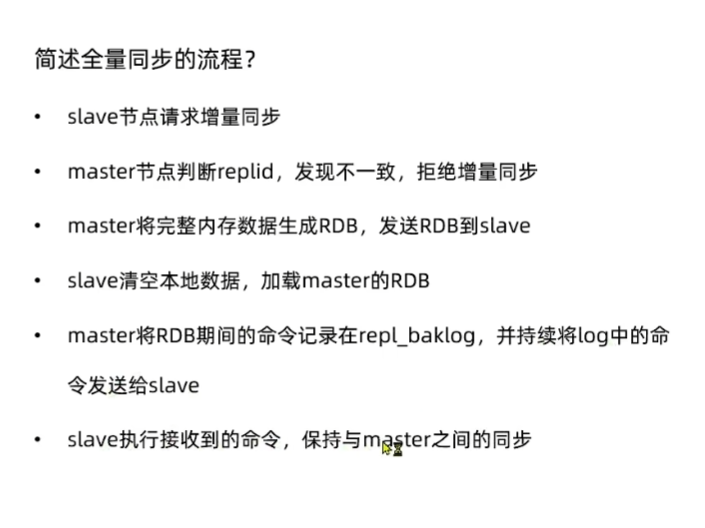 简述全量同步的流程？
• slave节点请求增量同步
• master节点判断replid，发现不一致，拒绝增量同步
• master将完整内存数据生成RDB，发送RDB到slave
• slave清空本地数据，加载master的RDB
• master将RDB期间的命令记录在repl_baklog，并持续将log中的命
令发送给slave
• slave执行接收到的命令，保持与master之间的同步